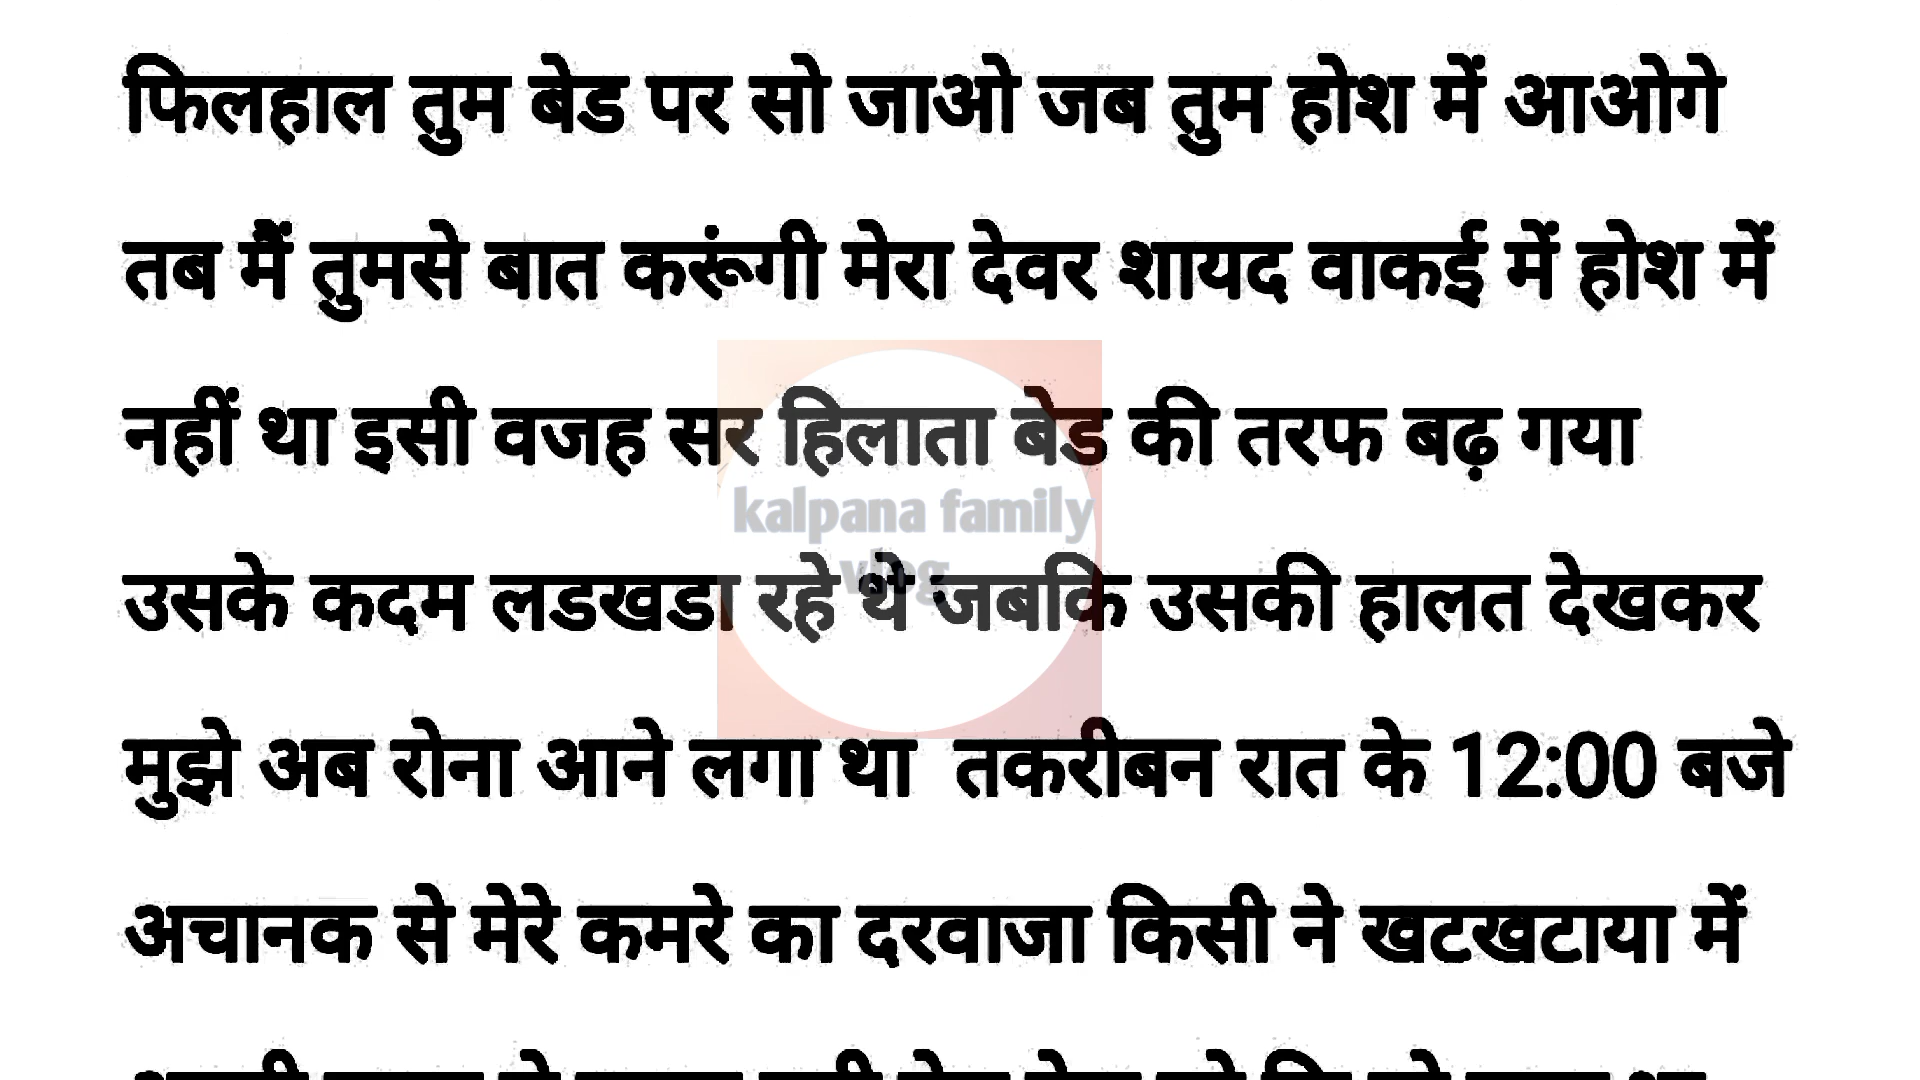 फिलहाल तुम बेड पर सो जाओ जब तुम होश में आओगे
तब मैं तुमसे बात करूंगी मेरा देवर शायद वाकई में होश में
नहीं था इसी वजह सर हिलाता बेड की तरफ बढ़ गया
kalpana family
vlog
उसके कदम लडखडा रहे थे जबकि उसकी हालत देखकर
मुझे अब रोना आने लगा था तकरीबन रात के 12:00 बजे
अचानक से मेरे कमरे का दरवाजा किसी ने खटखटाया में